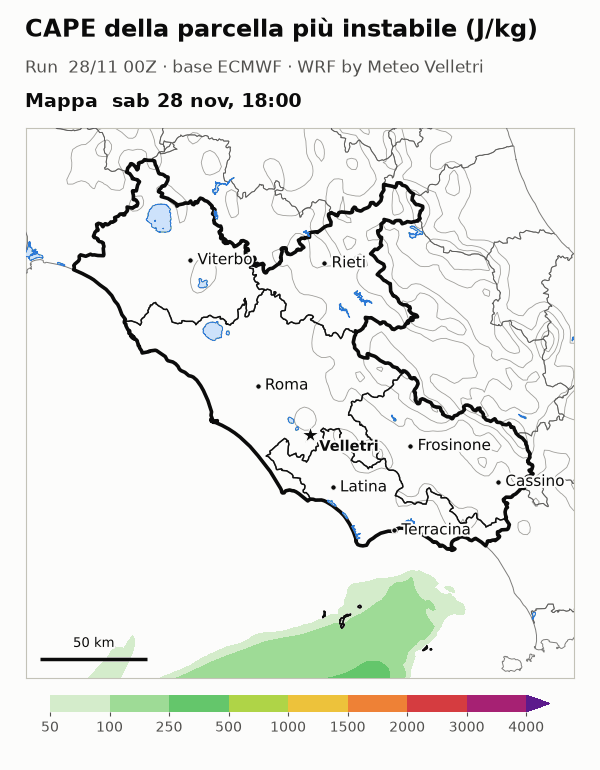 CAPE della parcella più instabile (J/kg)
Run  28/11 00Z · base ECMWF · WRF by Meteo Velletri
Mappa  sab 28 nov, 18:00
Viterbo
Rieti
Roma
Velletri
Frosinone
Cassino
Latina
Terracina
50 km
50 100 250 500 1000 1500 2000 3000 4000